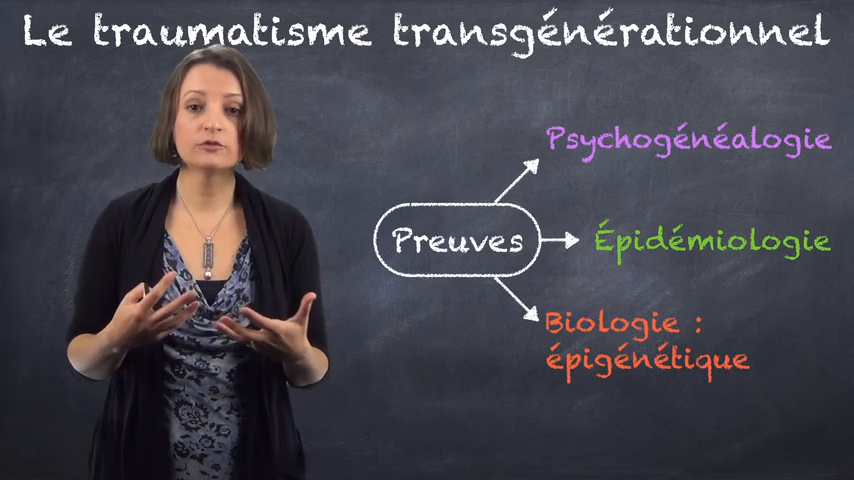 Le traumatisme transgénérationnel
Psychogénéalogie
Preuves
Épidémiologie
Biologie :
épigénétique